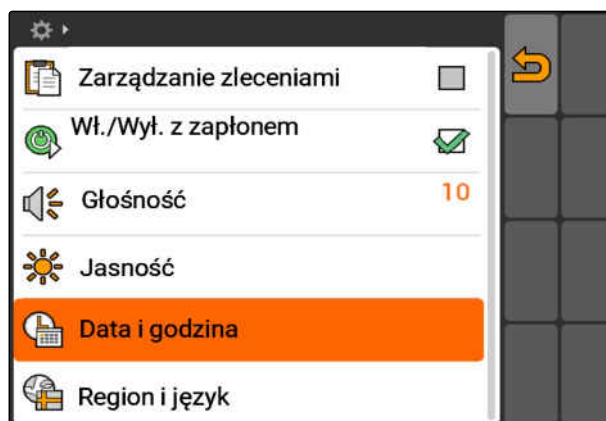 Zarządzanie zleceniami
Wł./Wył. z zapłonem
Głośność
10
Jasność
Data i godzina
Region i język